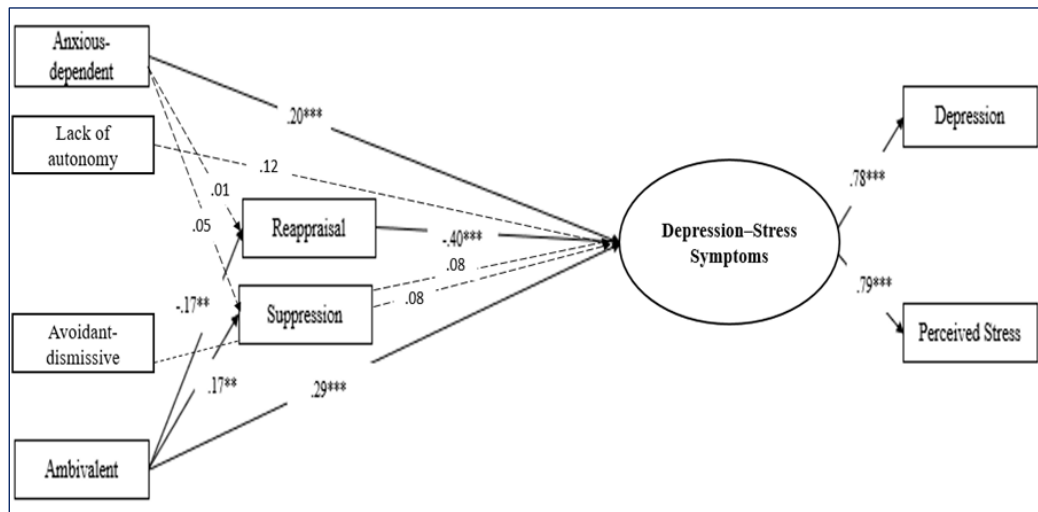 Anxious-
dependent
Lack of
autonomy
Avoidant-
dismissive
Ambivalent
.20***
.12
.01
.05
Reappraisal
-.40***
.08
.08
Suppression
-.17**
.17**
.29***
Depression–Stress
Symptoms
.78***
.79***
Depression
Perceived Stress